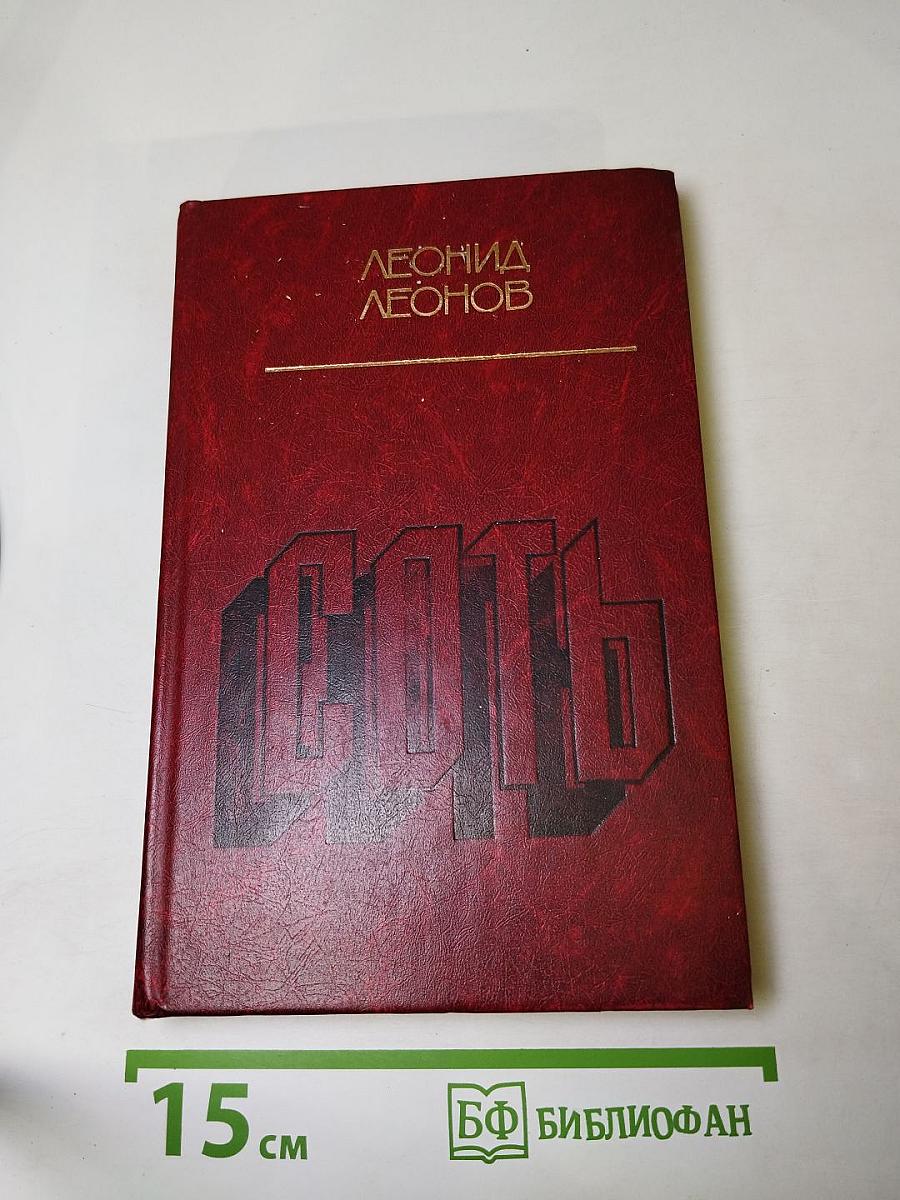 ЛЕОНИД
ЛЕОНОВ
СОТЬ
15 см
БФ БИБЛИОФАН